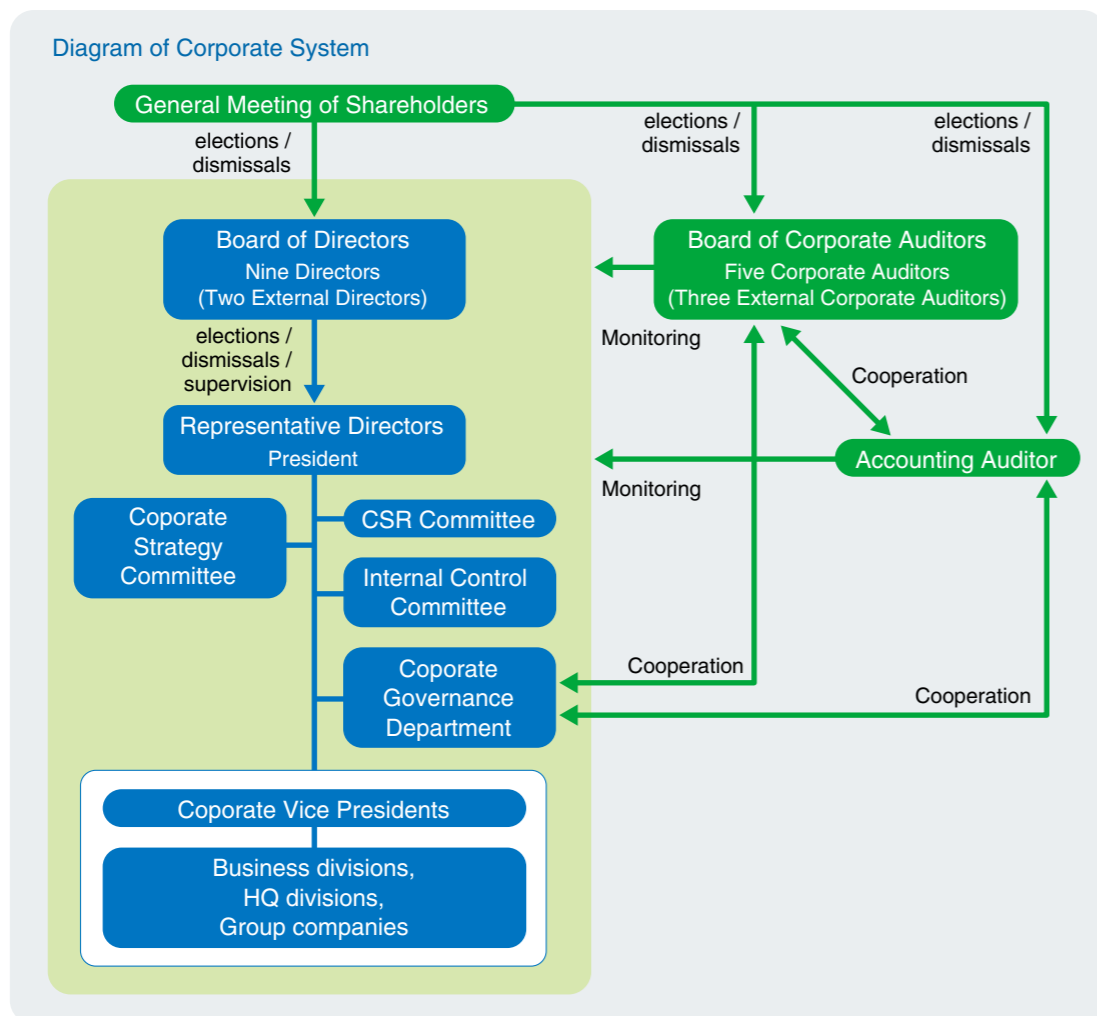 Diagram of Corporate System
General Meeting of Shareholders
elections /
dismissals
elections /
dismissals
elections /
dismissals
Board of Directors
Nine Directors
(Two External Directors)
Board of Corporate Auditors
Five Corporate Auditors
(Three External Corporate Auditors)
elections /
dismissals /
supervision
Monitoring
Cooperation
Representative Directors
President
Accounting Auditor
Monitoring
Coporate
Strategy
Committee
CSR Committee
Internal Control
Committee
Coporate
Governance
Department
Cooperation
Cooperation
Coporate Vice Presidents
Business divisions,
HQ divisions,
Group companies